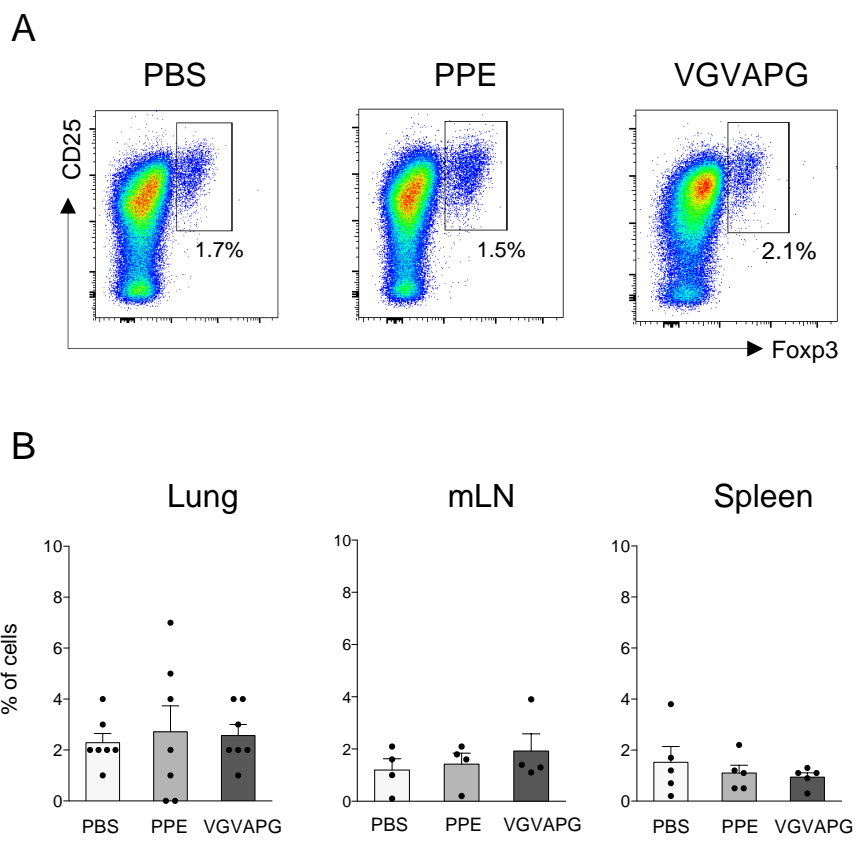 A
PBS PPE VGVAPG
CD25
1.7% 1.5% 2.1%
Foxp3
B
Lung mLN Spleen
% of cells
10 10 10
8 8 8
6 6 6
4 4 4
2 2 2
0 0 0
PBS PPE VGVAPG PBS PPE VGVAPG PBS PPE VGVAPG